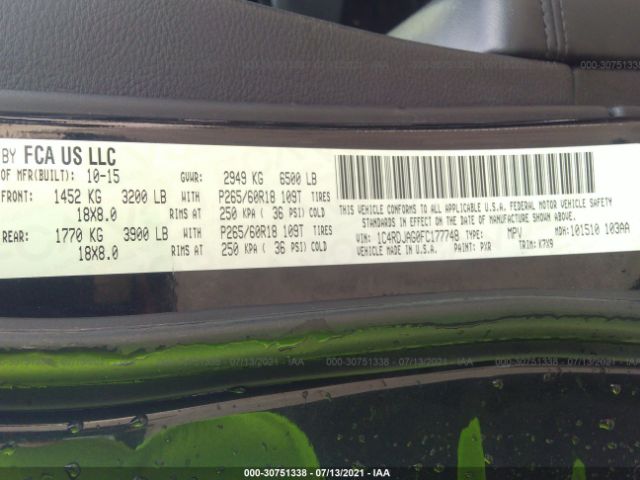 000-30751338 - 07/13/2021 - IAA
BY FCA US LLC
OF MFR(BUILT): 10-15 GVWR: 2949 KG 6500 LB
FRONT: 1452 KG 3200 LB WITH P265/60R18 109T
18X8.0 RIMS AT 250 KPA ( 36 PSI) COLD
REAR: 1770 KG 3900 LB WITH P265/60R18 109T
18X8.0 RIMS AT 250 KPA ( 36 PSI) COLD
THIS VEHICLE CONFORMS TO ALL APPLICABLE U.S.A. FEDERAL MOTOR VEHICLE SAFETY
STANDARDS IN EFFECT ON THE DATE OF MANUFACTURE SHOWN ABOVE.
VIN: 1C4RDJAG0FC177748 TYPE: MPV MDH: 101510 103AA
VEHICLE MADE IN U.S.A. PAINT: PXR TRIM: K7X9
000-30751338 - 07/13/2021 - IAA
000-30751338 - 07/13/2021 - IAA